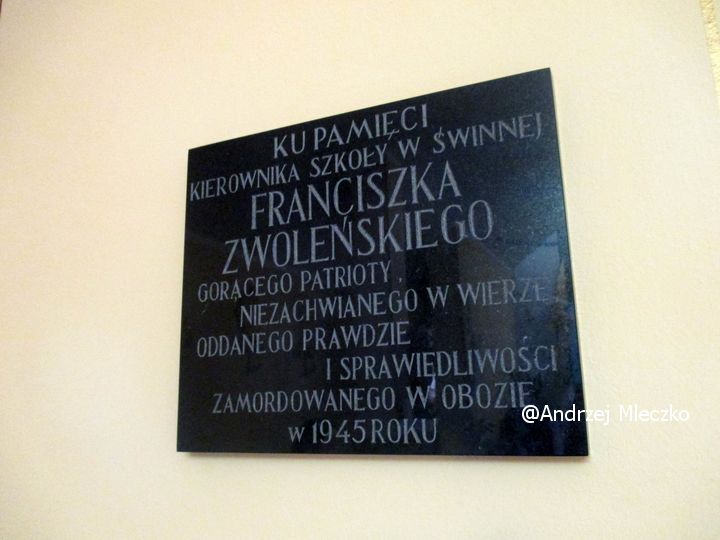 KU PAMIĘCI
KIEROWNIKA SZKOŁY W ŚWINNEJ
FRANCISZKA
ZWOLEŃSKIEGO
GORĄCEGO PATRIOTY,
NIEZACHWIANEGO W WIERZE
ODDANEGO PRAWDZIE
I SPRAWIEDLIWOŚCI
ZAMORDOWANEGO W OBOZIE
W 1945 ROKU
@Andrzej Mleczko